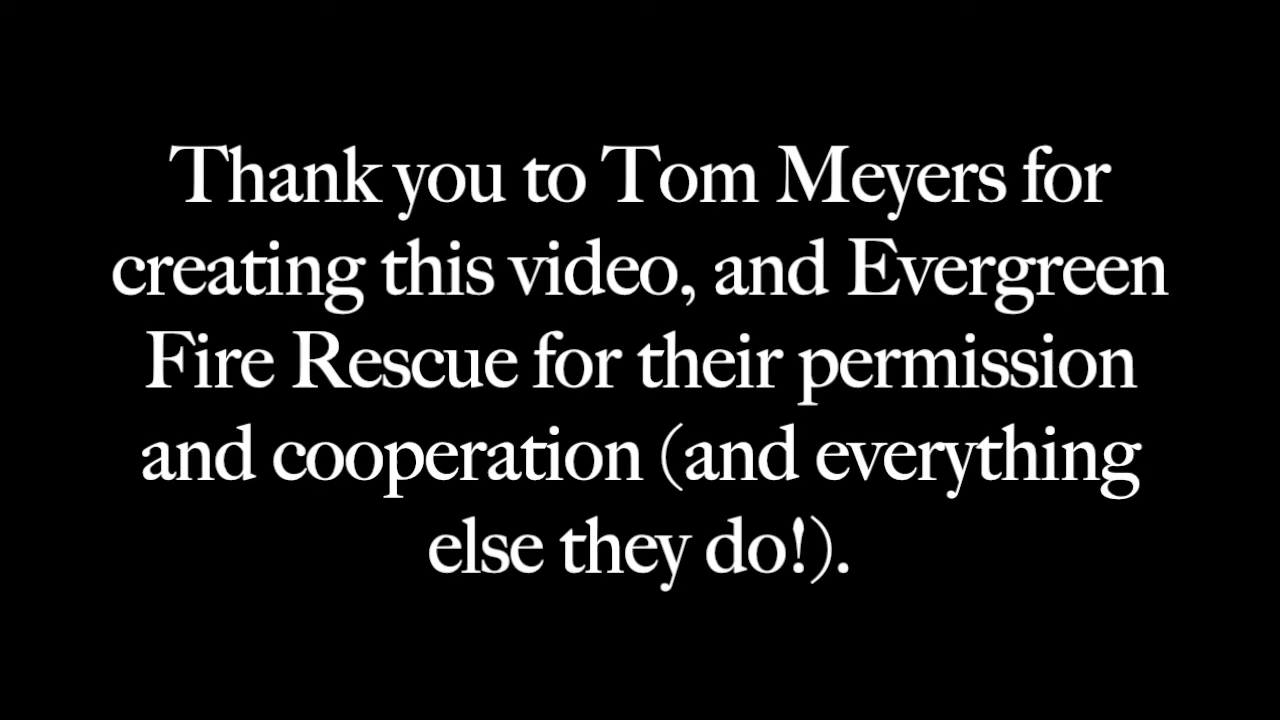 Thank you to Tom Meyers for
creating this video, and Evergreen
Fire Rescue for their permission
and cooperation (and everything
else they do!).